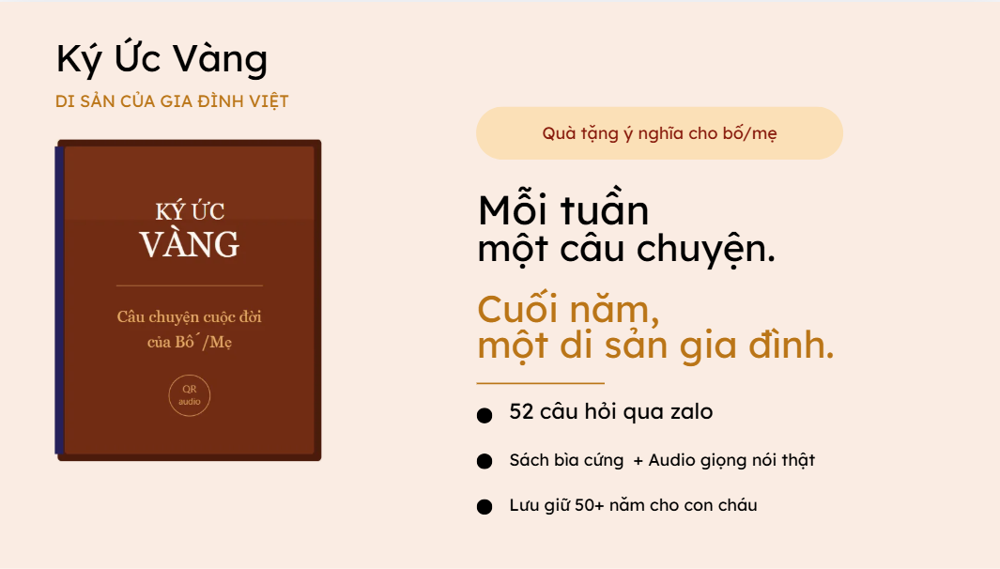 Ký Ức Vàng
DI SẢN CỦA GIA ĐÌNH VIỆT
KÝ ỨC
VÀNG
Câu chuyện cuộc đời
của Bố/Mẹ
QR
audio
Quà tặng ý nghĩa cho bố/mẹ
Mỗi tuần
một câu chuyện.
Cuối năm,
một di sản gia đình.
52 câu hỏi qua zalo
Sách bìa cứng + Audio giọng nói thật
Lưu giữ 50+ năm cho con cháu